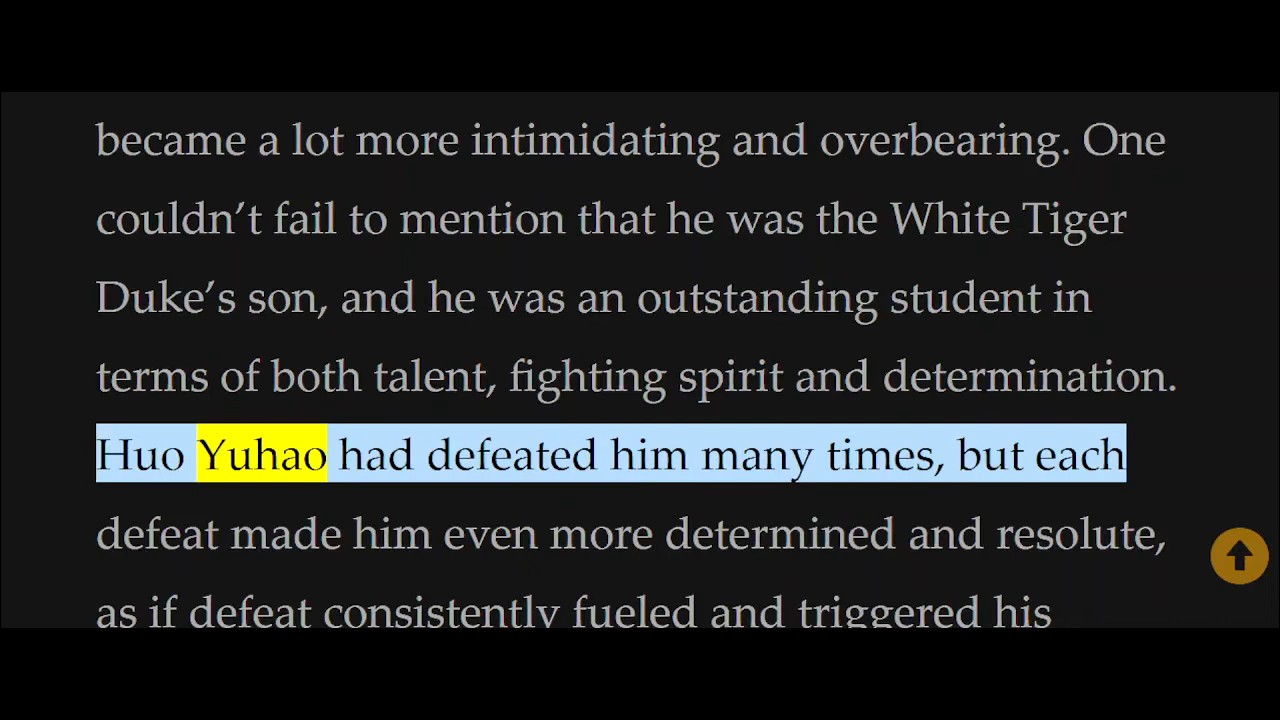 became a lot more intimidating and overbearing. One
couldn’t fail to mention that he was the White Tiger
Duke’s son, and he was an outstanding student in
terms of both talent, fighting spirit and determination.
Huo Yuhao had defeated him many times, but each
defeat made him even more determined and resolute,
as if defeat consistently fueled and triggered his